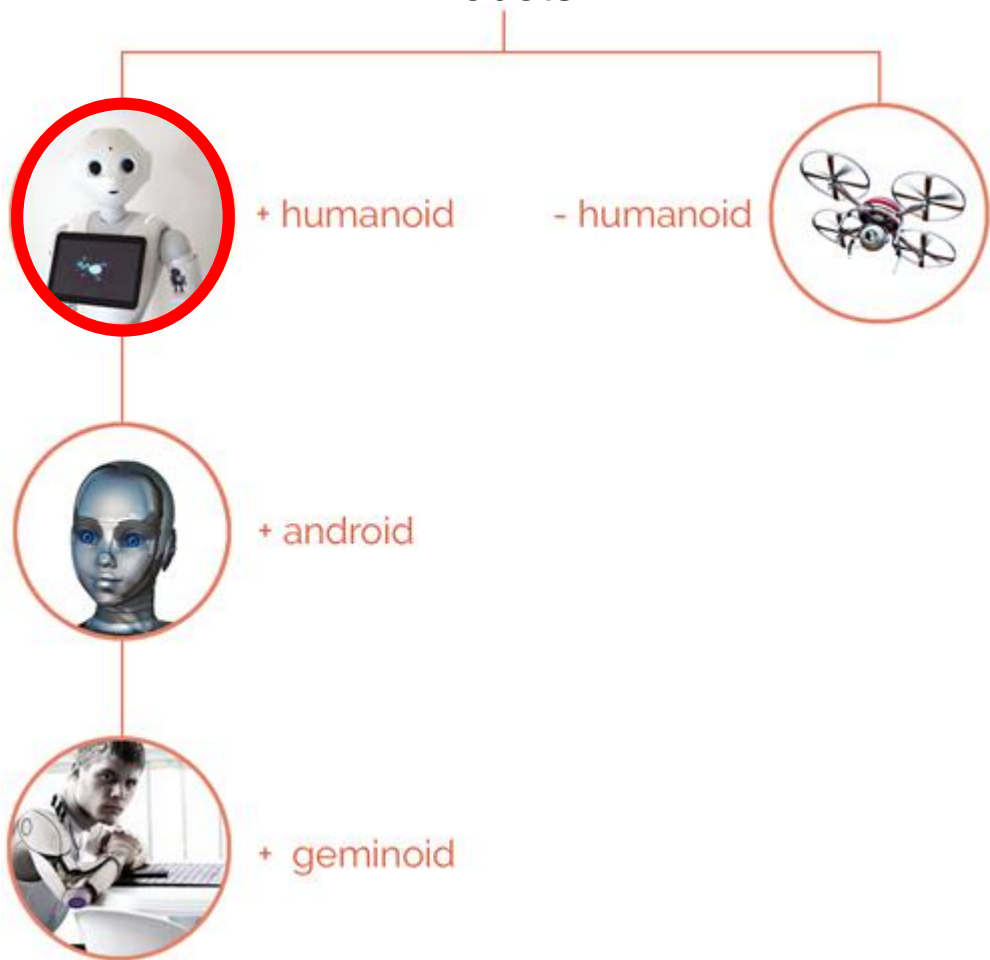 + humanoid
- humanoid
+ android
+ geminoid